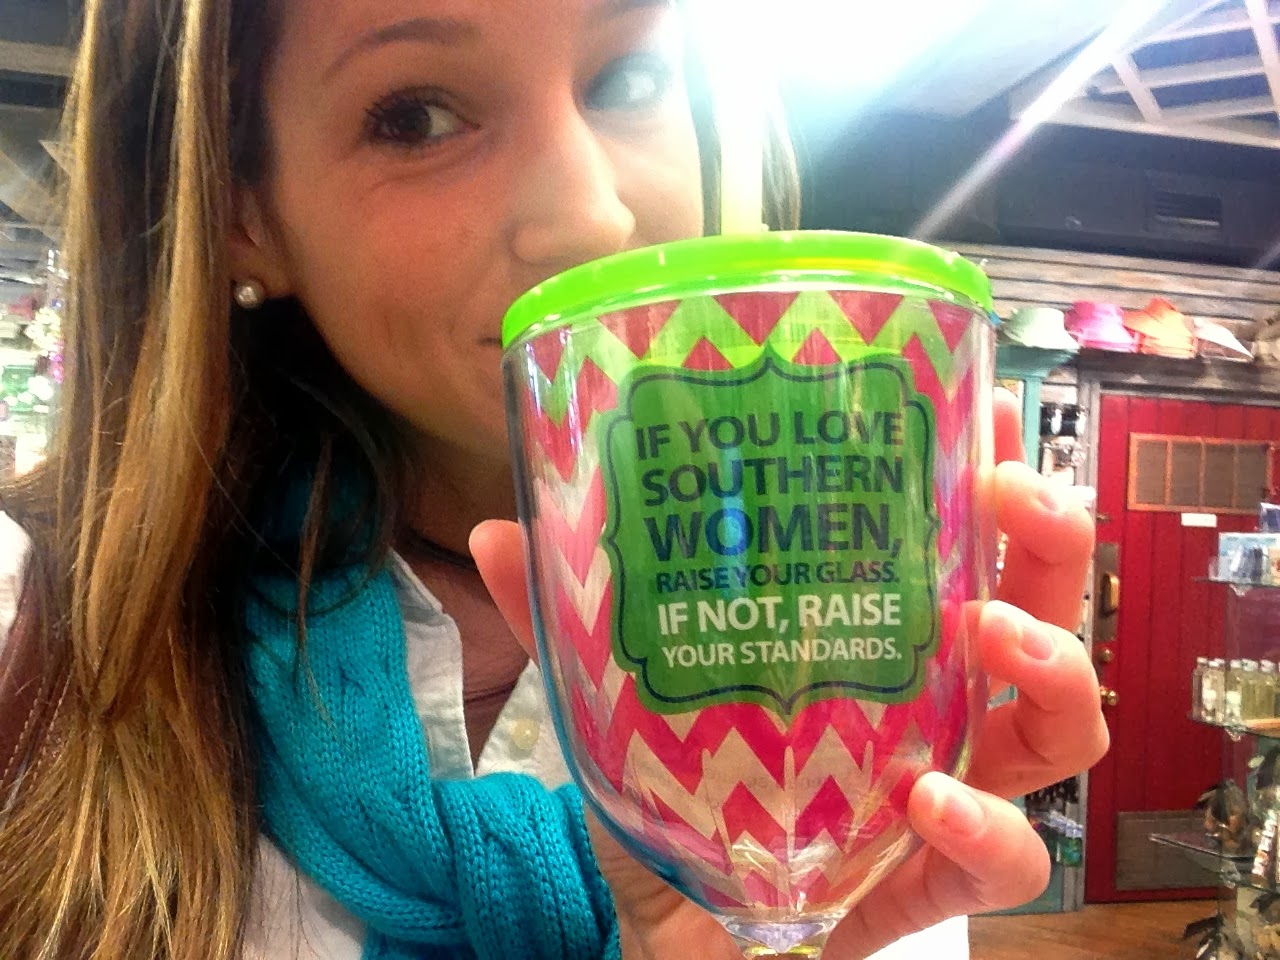 IF YOU LOVE
SOUTHERN
WOMEN,
RAISE YOUR GLASS.
IF NOT, RAISE
YOUR STANDARDS.